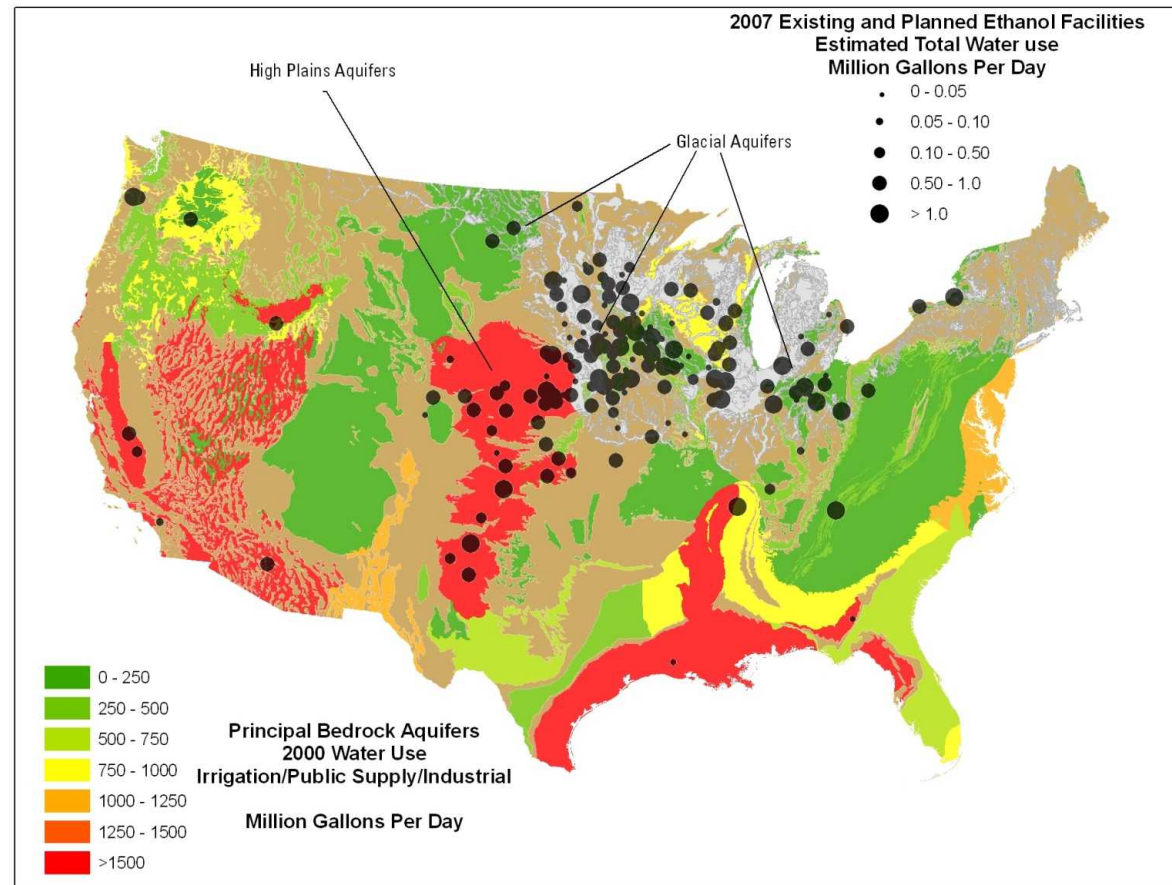 2007 Existing and Planned Ethanol Facilities
Estimated Total Water use
Million Gallons Per Day
0 - 0.05
0.05 - 0.10
0.10 - 0.50
0.50 - 1.0
> 1.0
High Plains Aquifers
Glacial Aquifers
0 - 250
250 - 500
500 - 750
750 - 1000
1000 - 1250
1250 - 1500
>1500
Principal Bedrock Aquifers
2000 Water Use
Irrigation/Public Supply/Industrial
Million Gallons Per Day